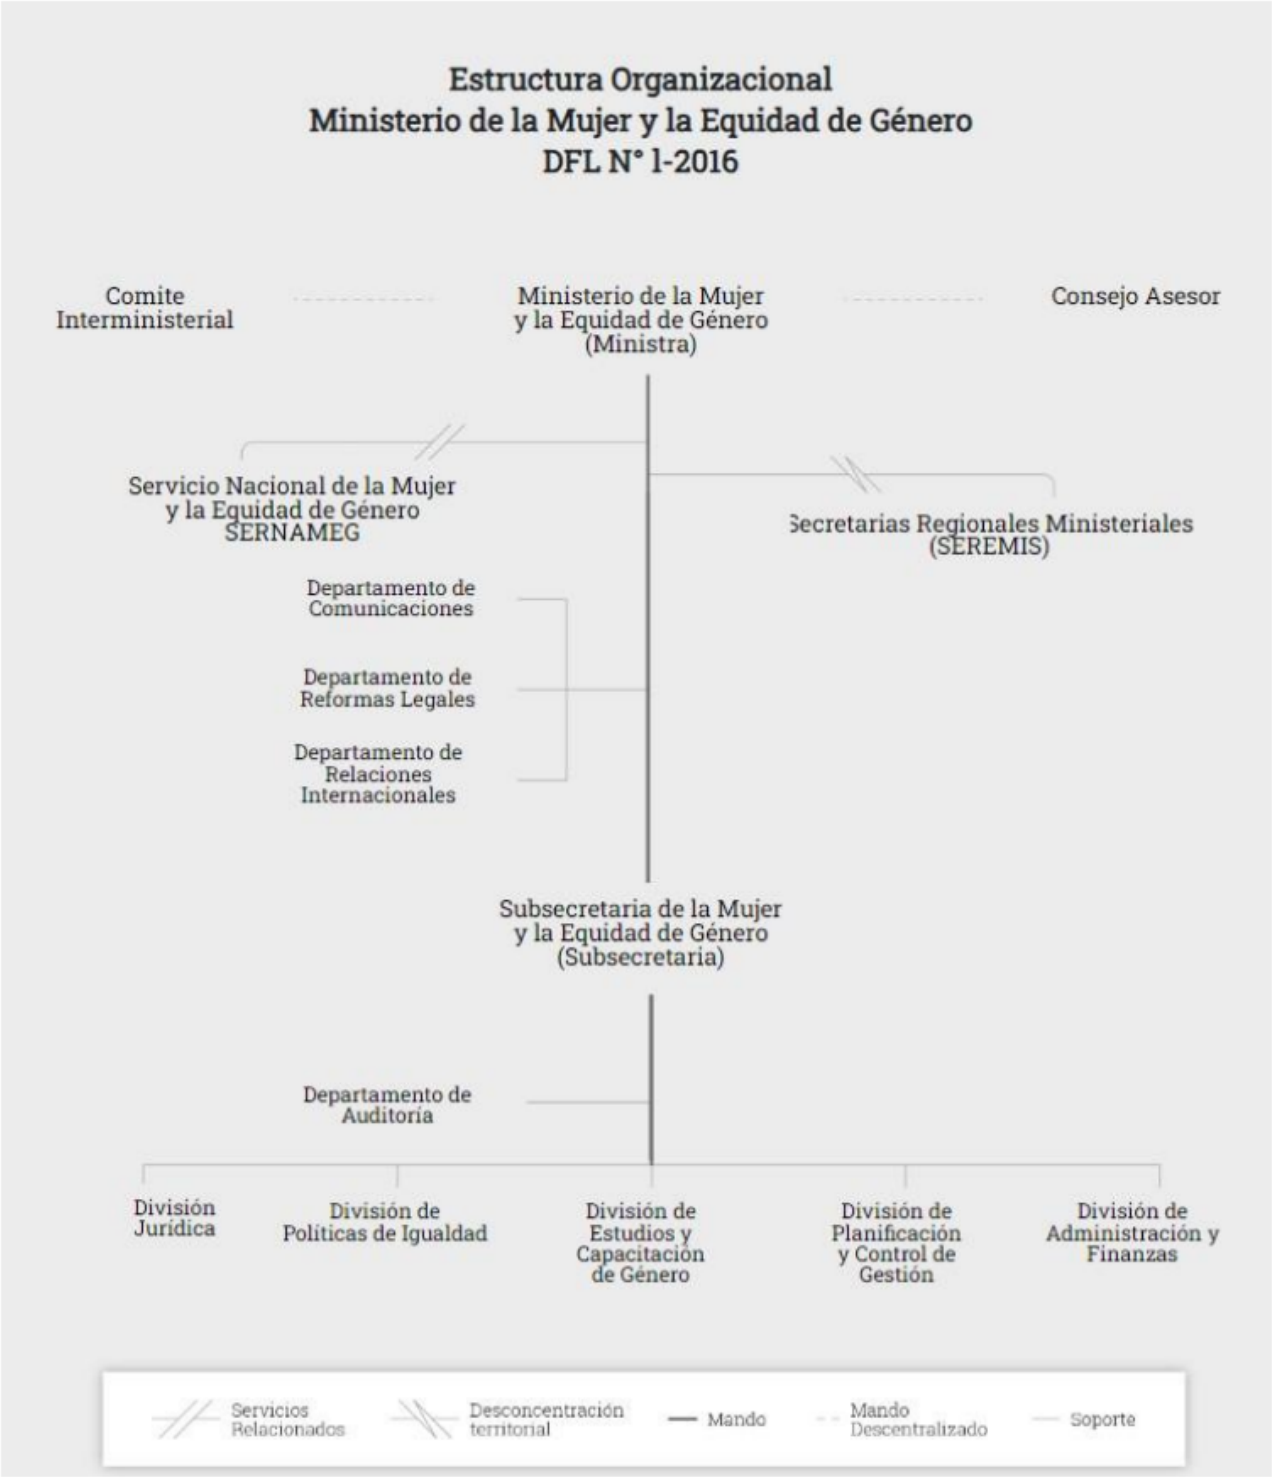 Estructura Organizacional
Ministerio de la Mujer y la Equidad de Género
DFL N° 1-2016
Comite
Interministerial
Ministerio de la Mujer
y la Equidad de Género
(Ministra)
Consejo Asesor
Servicio Nacional de la Mujer
y la Equidad de Género
SERNAMEG
Secretarias Regionales Ministeriales
(SEREMIS)
Departamento de
Comunicaciones
Departamento de
Reformas Legales
Departamento de
Relaciones
Internacionales
Subsecretaria de la Mujer
y la Equidad de Género
(Subsecretaria)
Departamento de
Auditoría
División
Jurídica
División de
Políticas de Igualdad
División de
Estudios y
Capacitación
de Género
División de
Planificación
y Control de
Gestión
División de
Administración y
Finanzas
Servicios
Relacionados
Desconcentración
territorial
Mando
Mando
Descentralizado
Soporte